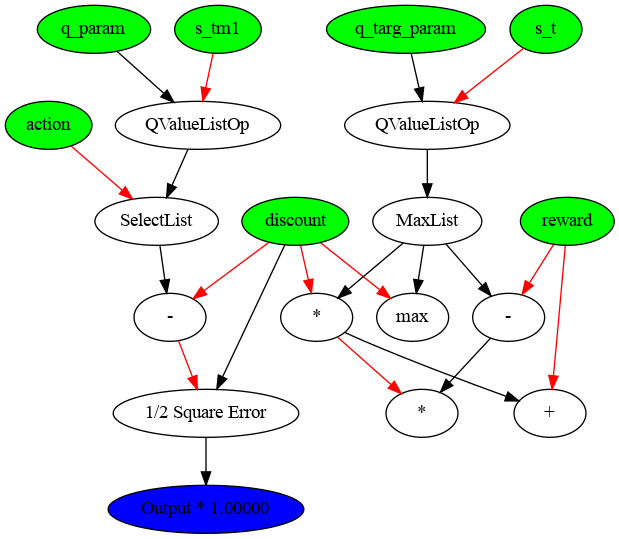 q_param
s_tm1
q_targ_param
s_t
action
QValueListOp
QValueListOp
SelectList
discount
MaxList
reward
-
*
max
-
1/2 Square Error
*
+
Output * 1.00000